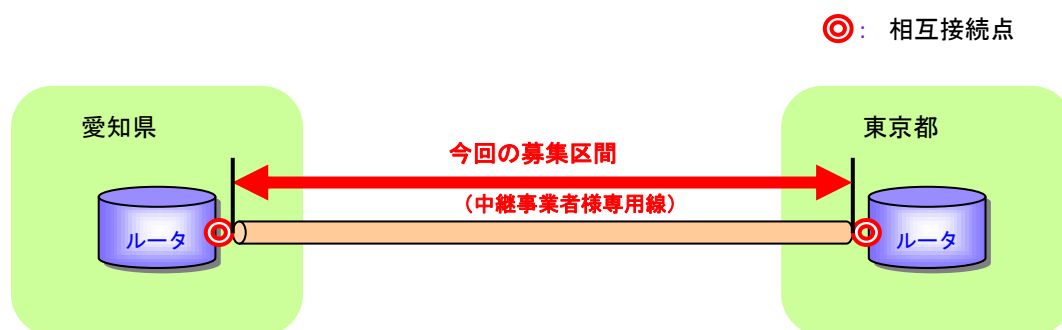 ◎： 相互接続点
愛知県
東京都
今回の募集区間
（中継事業者様専用線）
ルータ
ルータ